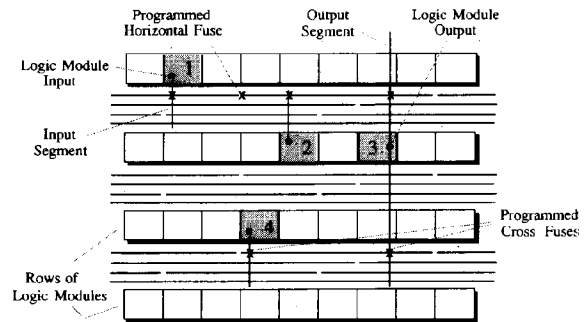 Programmed
Horizontal Fuse
Output
Segment
Logic Module
Output
Logic Module
Input
1
Input
Segment
2
3
4
Programmed
Cross Fuses
Rows of
Logic Modules